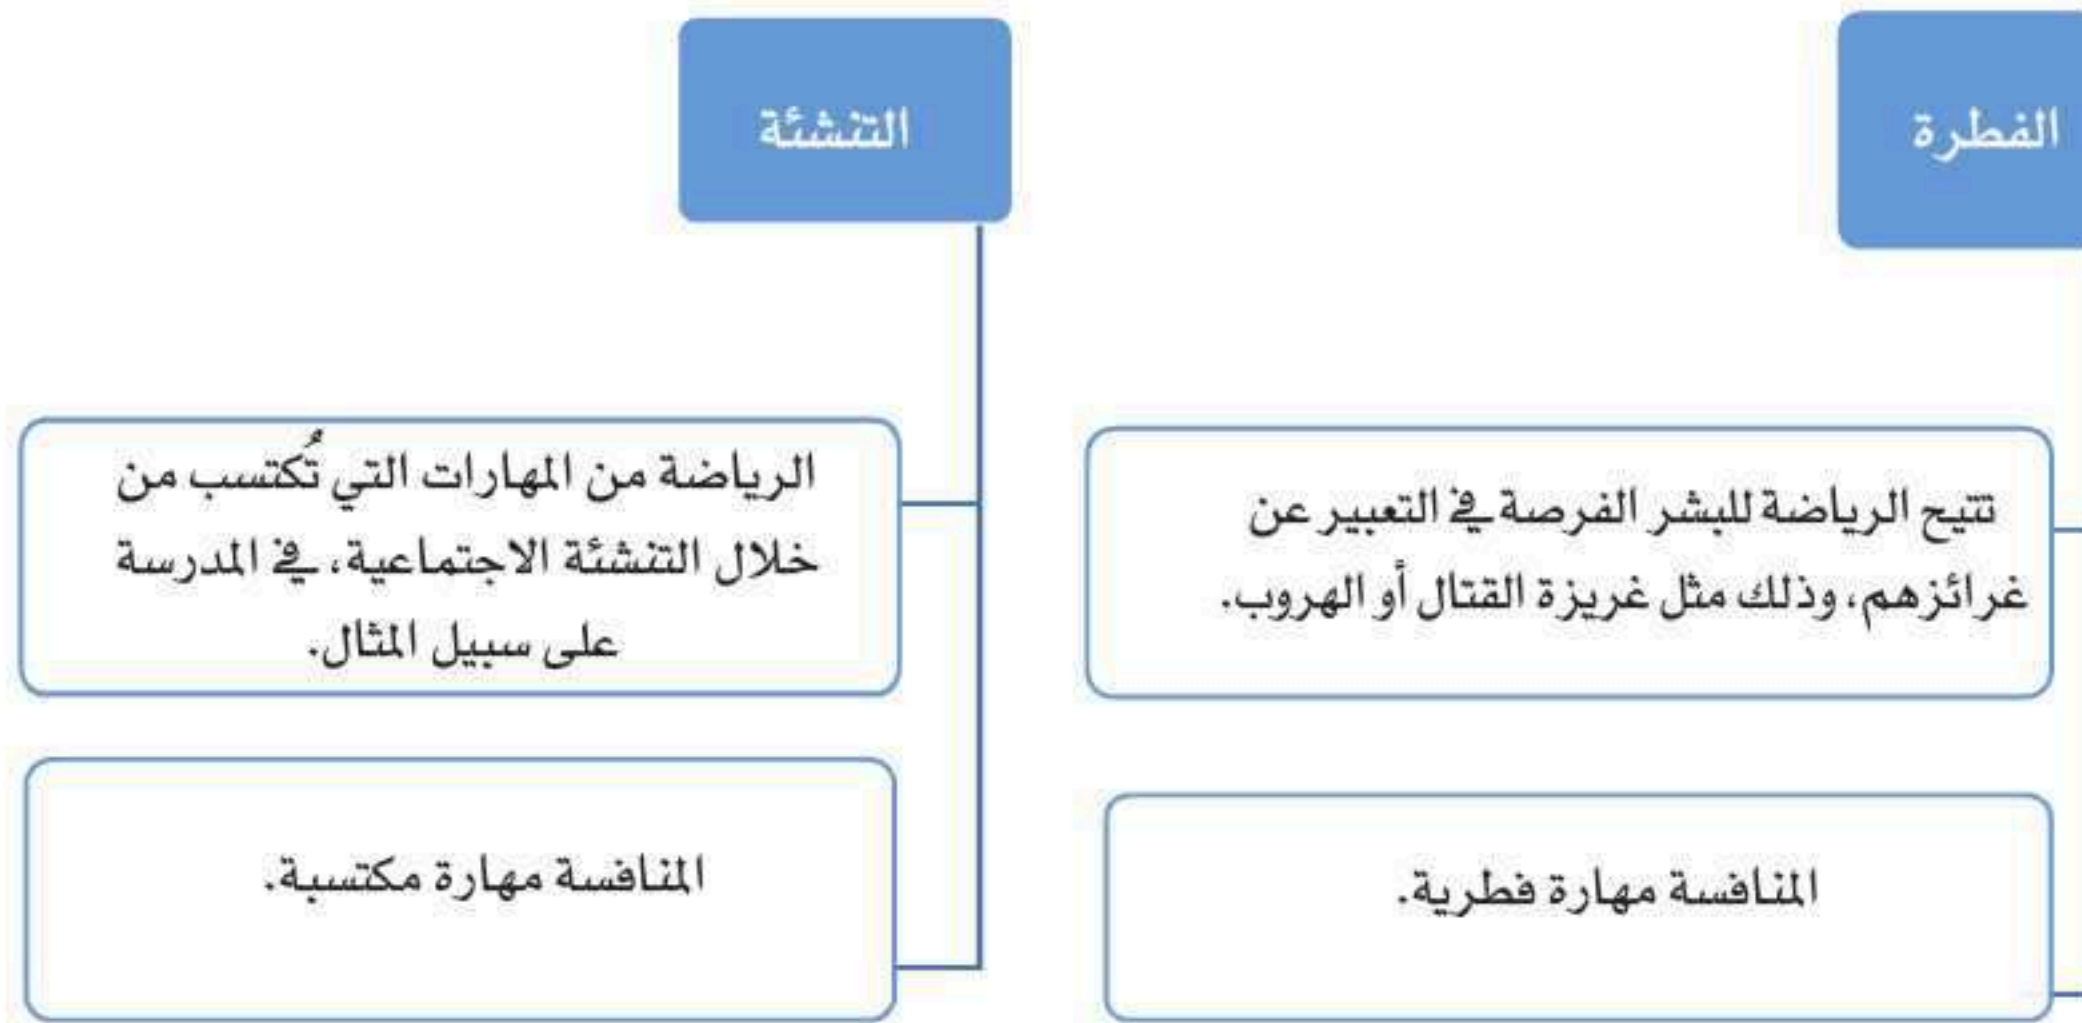 الفطرة
تتيح الرياضة للبشر الفرصة في التعبير عن
غرائزهم، وذلك مثل غريزة القتال أو الهروب.
المنافسة مهارة فطرية.
التنشئة
الرياضة من المهارات التي تُكتسب من
خلال التنشئة الاجتماعية، في المدرسة
على سبيل المثال.
المنافسة مهارة مكتسبة.